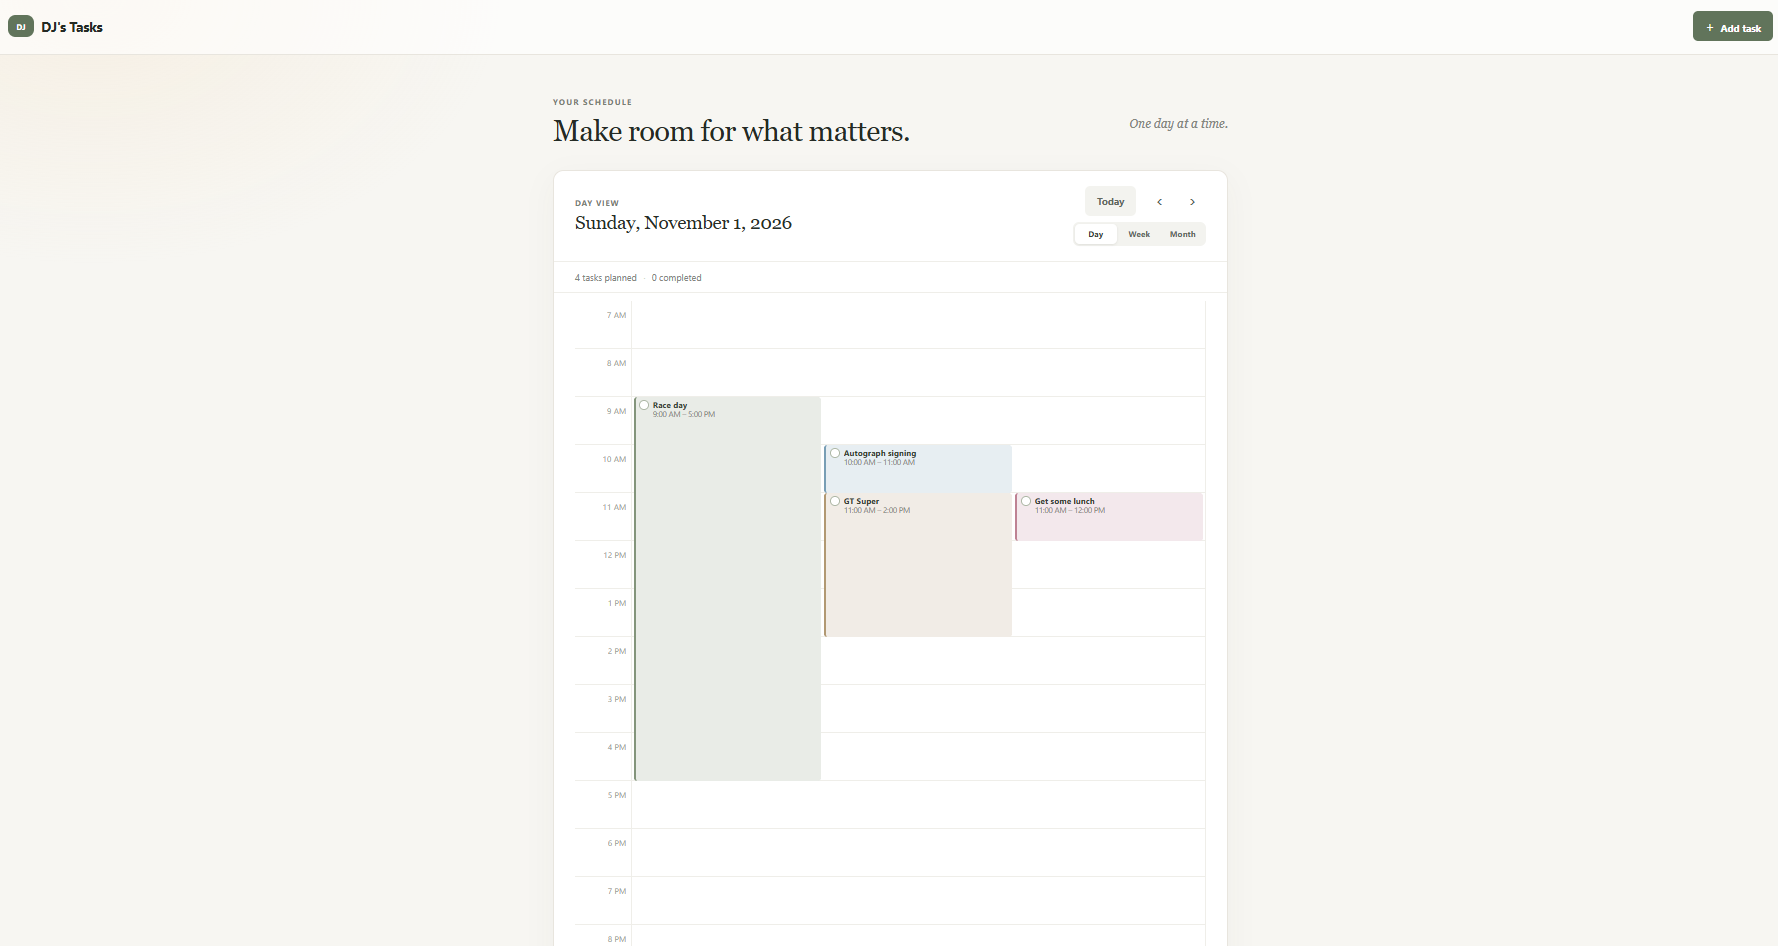 DJ DJ's Tasks
+ Add task
YOUR SCHEDULE
Make room for what matters.
One day at a time.
DAY VIEW
Sunday, November 1, 2026
Today < >
Day Week Month
4 tasks planned · 0 completed
7 AM
8 AM
9 AM
Race day
9:00 AM – 5:00 PM
10 AM
Autograph signing
10:00 AM – 11:00 AM
11 AM
GT Super
11:00 AM – 2:00 PM
Get some lunch
11:00 AM – 12:00 PM
12 PM
1 PM
2 PM
3 PM
4 PM
5 PM
6 PM
7 PM
8 PM